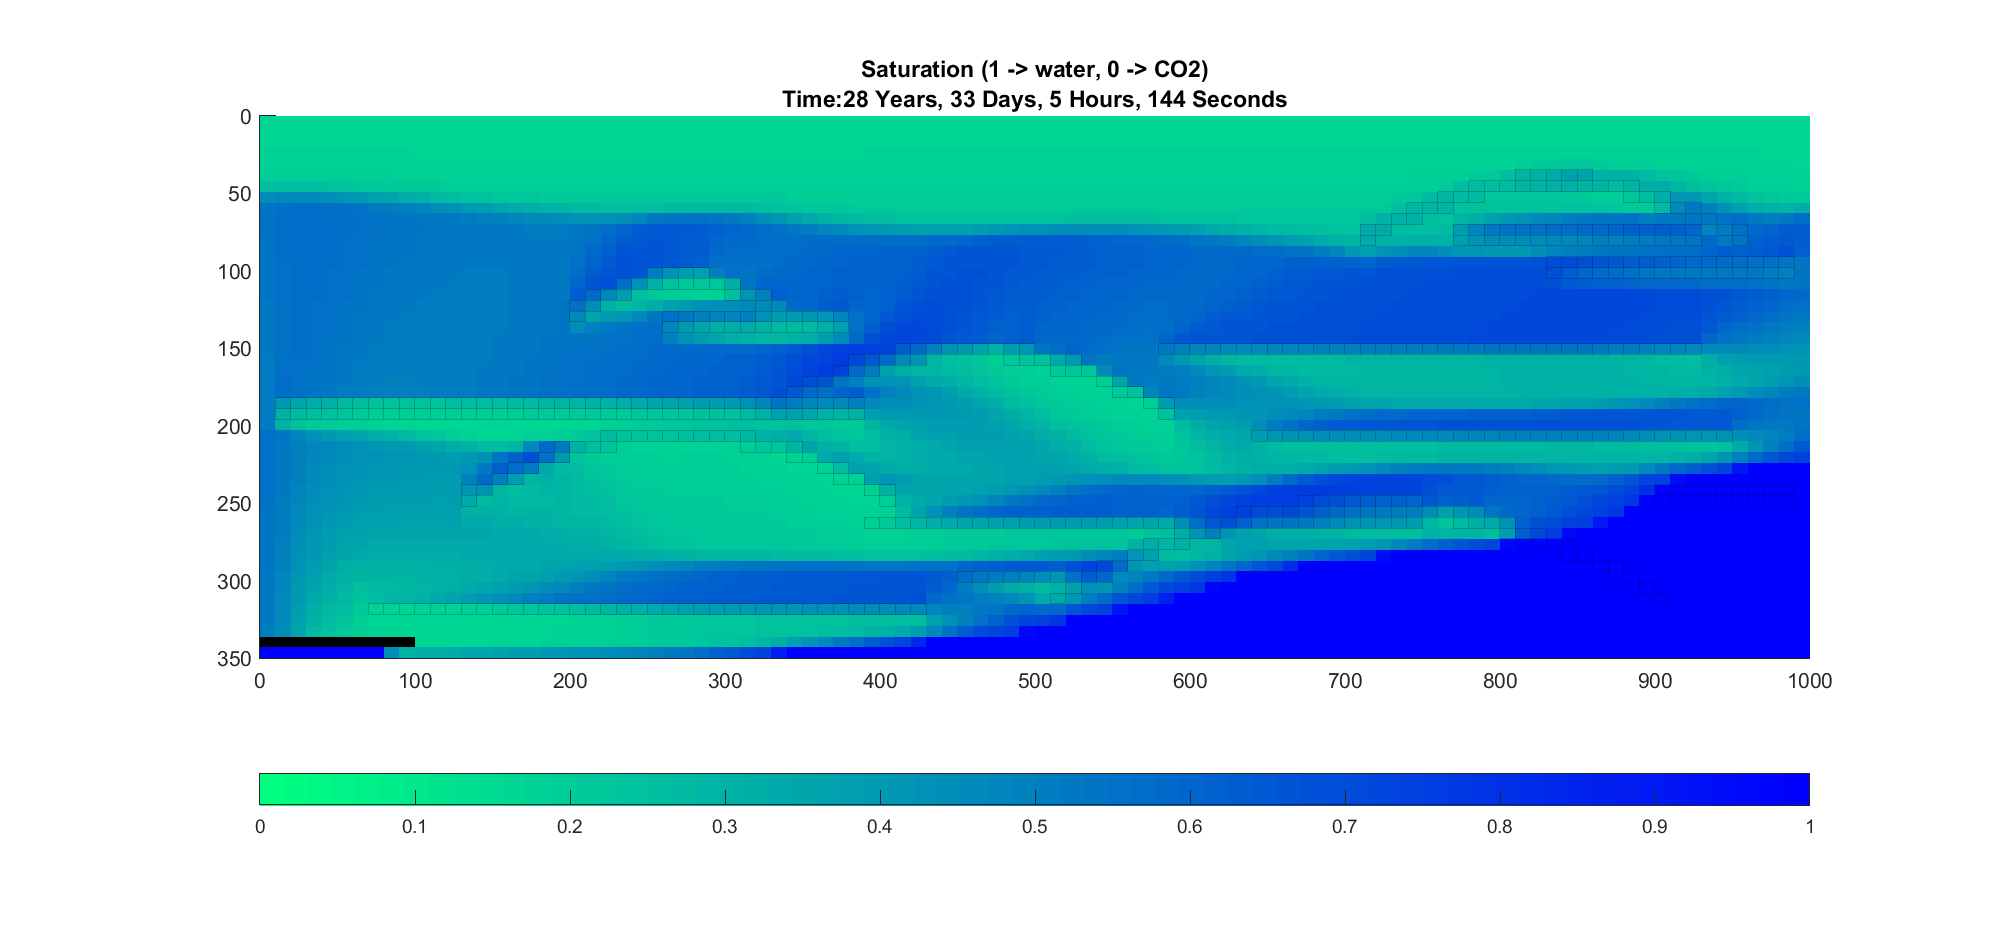 Saturation (1 -> water, 0 -> CO2)
Time:28 Years, 33 Days, 5 Hours, 144 Seconds
0
50
100
150
200
250
300
350
0 100 200 300 400 500 600 700 800 900 1000
0 0.1 0.2 0.3 0.4 0.5 0.6 0.7 0.8 0.9 1